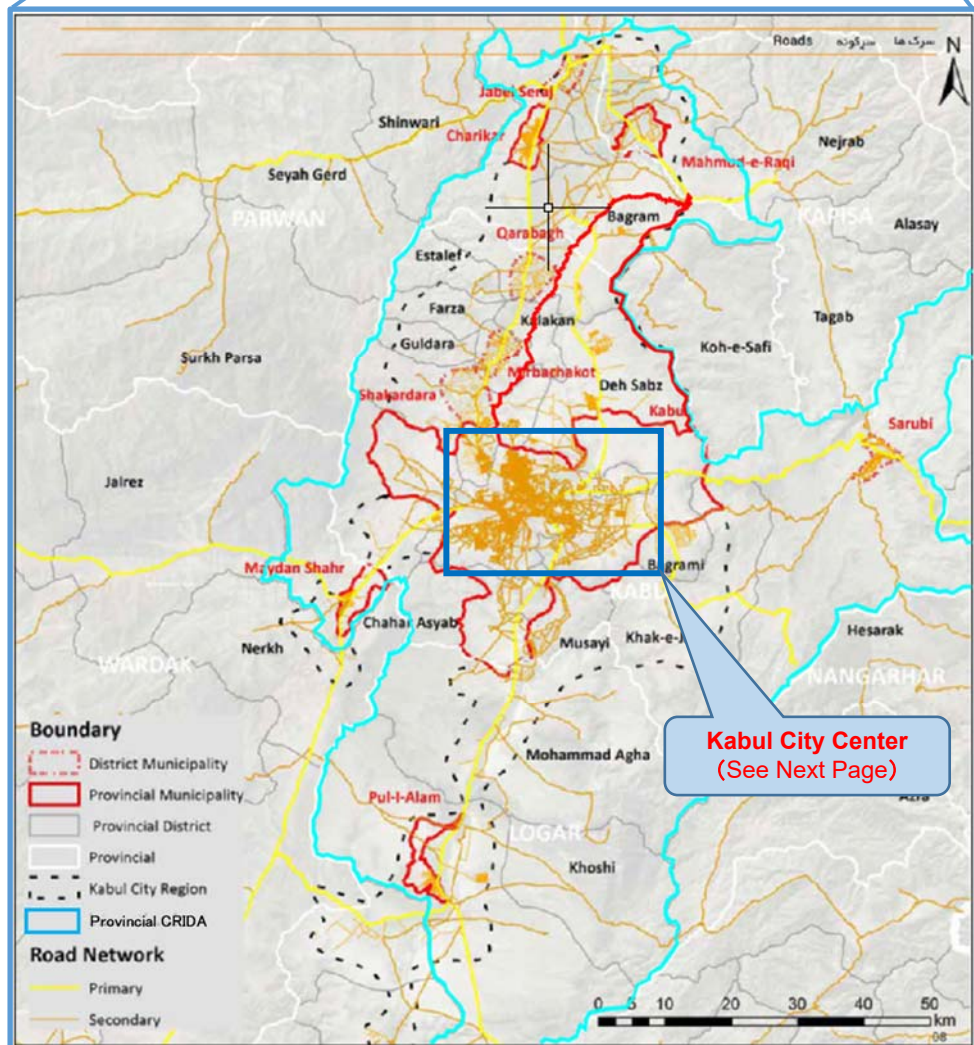 Roads سرک ها سرکونه
N
Jabel Seraj
Shinwari
Charikar
Nejrab
Mahmud-e-Raqi
Seyah Gerd
PARWAN
Bagram
KAPISA
Alasay
Qarabagh
Estalef
Farza
Kalakan
Tagab
Guldara
Koh-e-Safi
Surkh Parsa
Mirbachakot
Deh Sabz
Shakardara
Kabul
Sarubi
Jalrez
Maydan Shahr
Bagrami
Chahar Asyab
Musayi
Khak-e-J
Hesarak
Nerkh
WARDAK
NANGARHAR
Mohammad Agha
Kabul City Center
(See Next Page)
Pul-I-Alam
LOGAR
Khoshi
Boundary
District Municipality
Provincial Municipality
Provincial District
Provincial
Kabul City Region
Provincial CRIDA
Road Network
Primary
Secondary
0 5 10 20 30 40 50
km
08